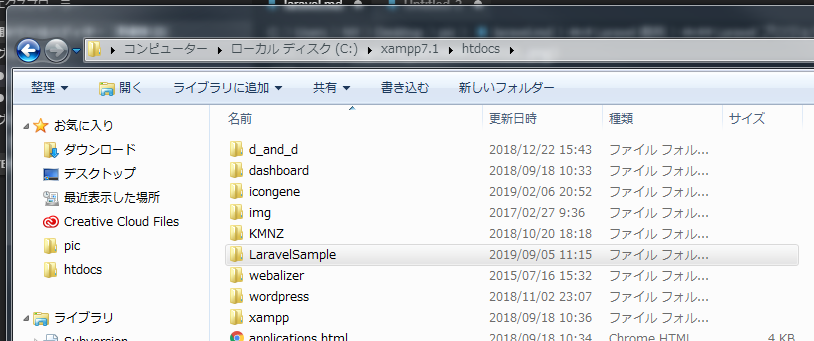 laravel.md Untitled-2
コンピューター ローカル ディスク (C:) xampp7.1 htdocs
整理 開く ライブラリに追加 共有 書き込む 新しいフォルダー
名前 更新日時 種類 サイズ
お気に入り
ダウンロード
デスクトップ
最近表示した場所
Creative Cloud Files
pic
htdocs
ライブラリ
Subversion
d_and_d 2018/12/22 15:43 ファイル フォル...
dashboard 2018/09/18 10:33 ファイル フォル...
icongene 2019/02/06 20:52 ファイル フォル...
img 2017/02/27 9:36 ファイル フォル...
KMNZ 2018/10/20 18:18 ファイル フォル...
LaravelSample 2019/09/05 11:15 ファイル フォル...
webalizer 2015/07/16 15:32 ファイル フォル...
wordpress 2018/11/02 23:07 ファイル フォル...
xampp 2018/09/18 10:36 ファイル フォル...
applications.html 2018/09/18 10:34 Chrome HTML... 4 KB